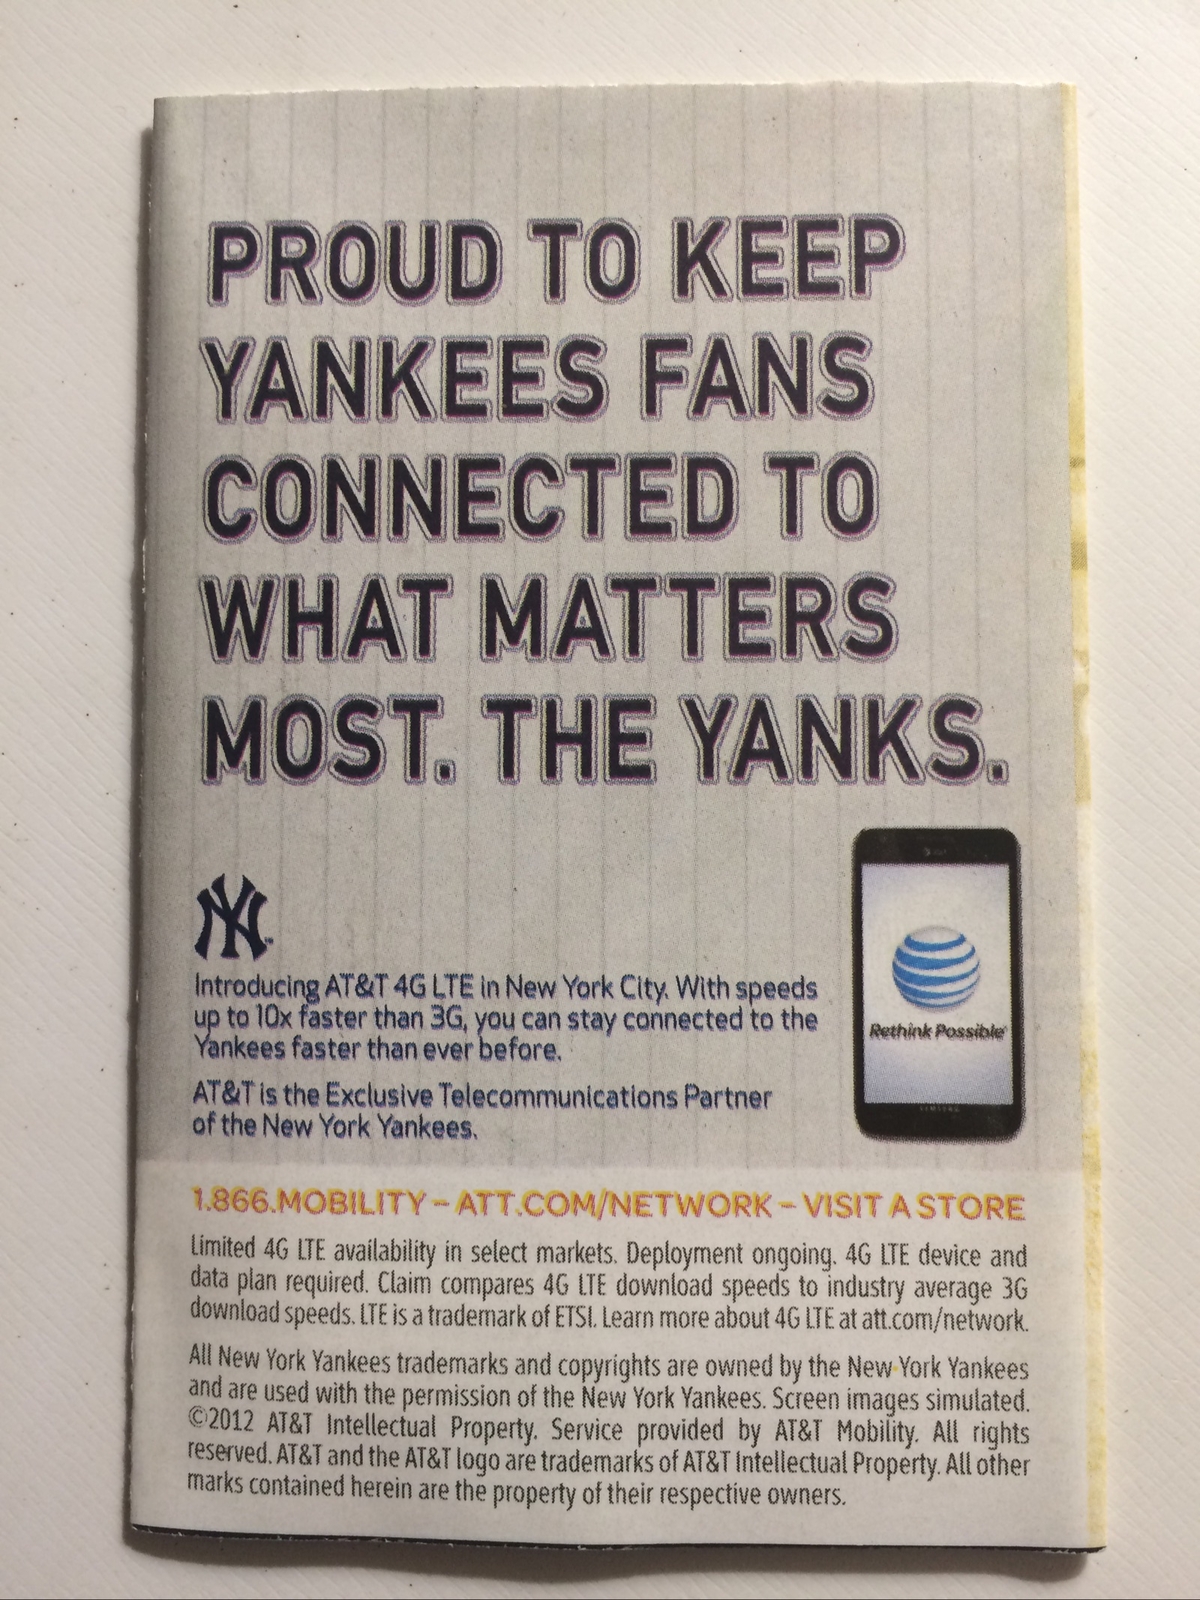 PROUD TO KEEP
YANKEES FANS
CONNECTED TO
WHAT MATTERS
MOST. THE YANKS.
NY™
Introducing AT&T 4G LTE in New York City. With speeds
up to 10x faster than 3G, you can stay connected to the
Yankees faster than ever before.
AT&T is the Exclusive Telecommunications Partner
of the New York Yankees.
Rethink Possible®
1.866.MOBILITY – ATT.COM/NETWORK – VISIT A STORE
Limited 4G LTE availability in select markets. Deployment ongoing. 4G LTE device and
data plan required. Claim compares 4G LTE download speeds to industry average 3G
download speeds. LTE is a trademark of ETSI. Learn more about 4G LTE at att.com/network.
All New York Yankees trademarks and copyrights are owned by the New York Yankees
and are used with the permission of the New York Yankees. Screen images simulated.
©2012 AT&T Intellectual Property. Service provided by AT&T Mobility. All rights
reserved. AT&T and the AT&T logo are trademarks of AT&T Intellectual Property. All other
marks contained herein are the property of their respective owners.